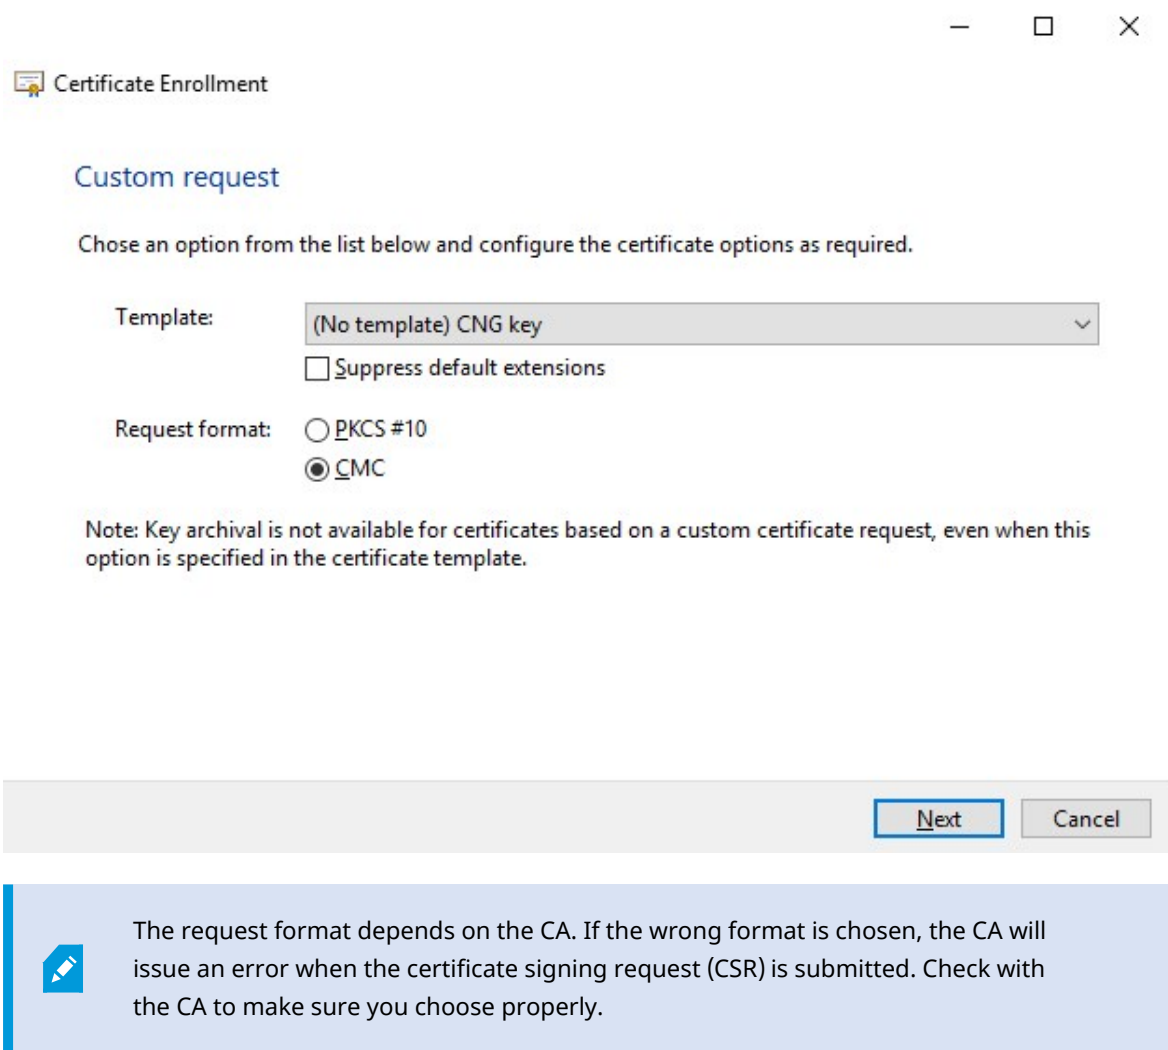 Certificate Enrollment
Custom request
Chose an option from the list below and configure the certificate options as required.
Template:
(No template) CNG key
Suppress default extensions
Request format:
PKCS #10
CMC
Note: Key archival is not available for certificates based on a custom certificate request, even when this
option is specified in the certificate template.
Next
Cancel
The request format depends on the CA. If the wrong format is chosen, the CA will
issue an error when the certificate signing request (CSR) is submitted. Check with
the CA to make sure you choose properly.